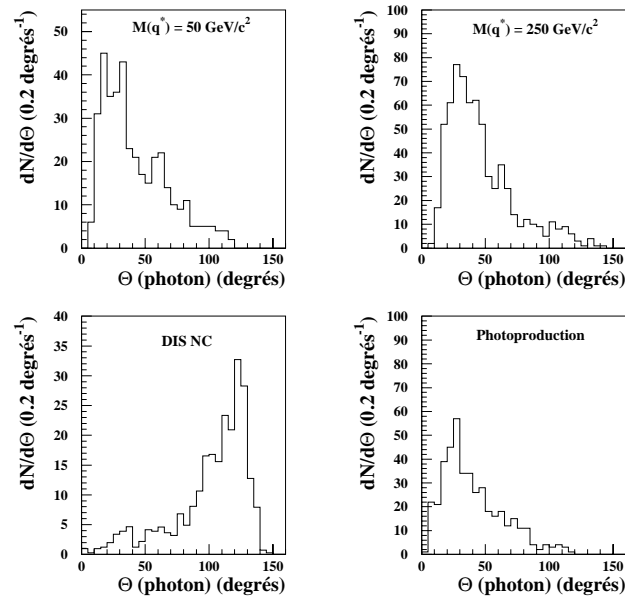 M(q*) = 50 GeV/c²
dN/dΘ (0.2 degrés⁻¹)
50
40
30
20
10
0
0 50 100 150
Θ (photon) (degrés)
M(q*) = 250 GeV/c²
dN/dΘ (0.2 degrés⁻¹)
100
90
80
70
60
50
40
30
20
10
0
0 50 100 150
Θ (photon) (degrés)
DIS NC
dN/dΘ (0.2 degrés⁻¹)
40
35
30
25
20
15
10
5
0
0 50 100 150
Θ (photon) (degrés)
Photoproduction
dN/dΘ (0.2 degrés⁻¹)
100
90
80
70
60
50
40
30
20
10
0
0 50 100 150
Θ (photon) (degrés)